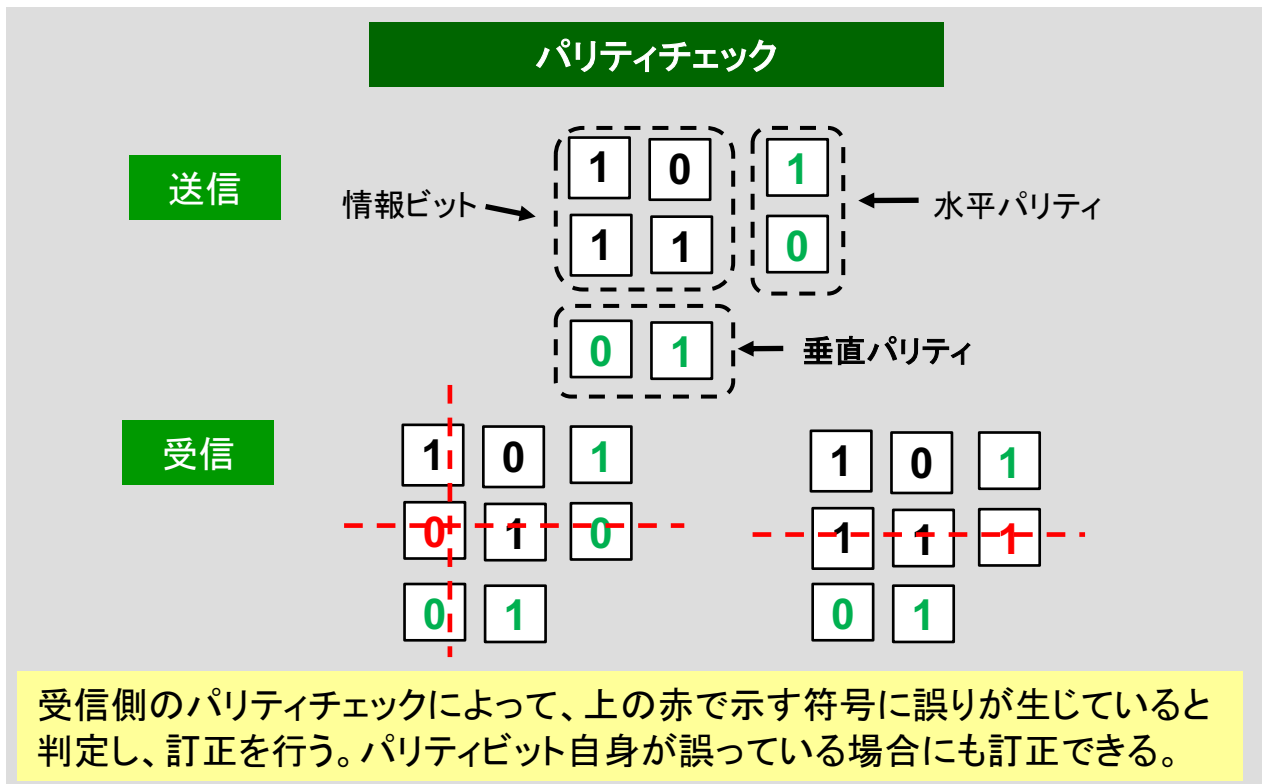 パリティチェック
送信
情報ビット
1 0 1
1 1 0
水平パリティ
0 1
垂直パリティ
受信
1 0 1
0 1 0
0 1
1 0 1
1 1 1
0 1
受信側のパリティチェックによって、上の赤で示す符号に誤りが生じていると
判定し、訂正を行う。パリティビット自身が誤っている場合にも訂正できる。